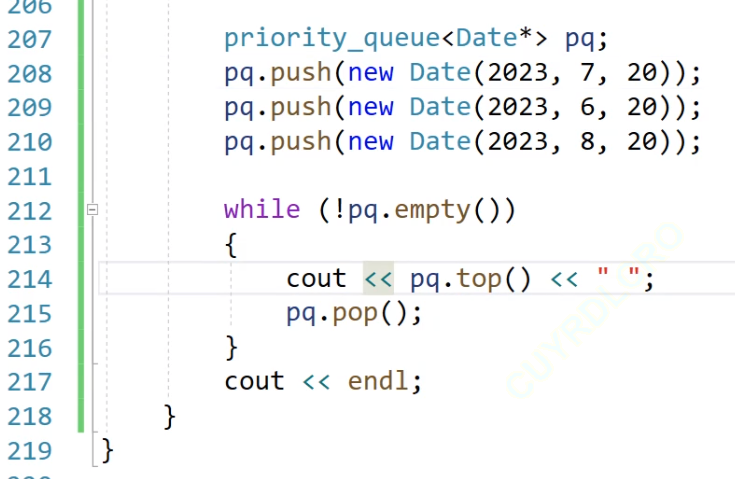 206
207 priority_queue<Date*> pq;
208 pq.push(new Date(2023, 7, 20));
209 pq.push(new Date(2023, 6, 20));
210 pq.push(new Date(2023, 8, 20));
211
212 while (!pq.empty())
213 {
214 cout << pq.top() << " ";
215 pq.pop();
216 }
217 cout << endl;
218 }
219 }